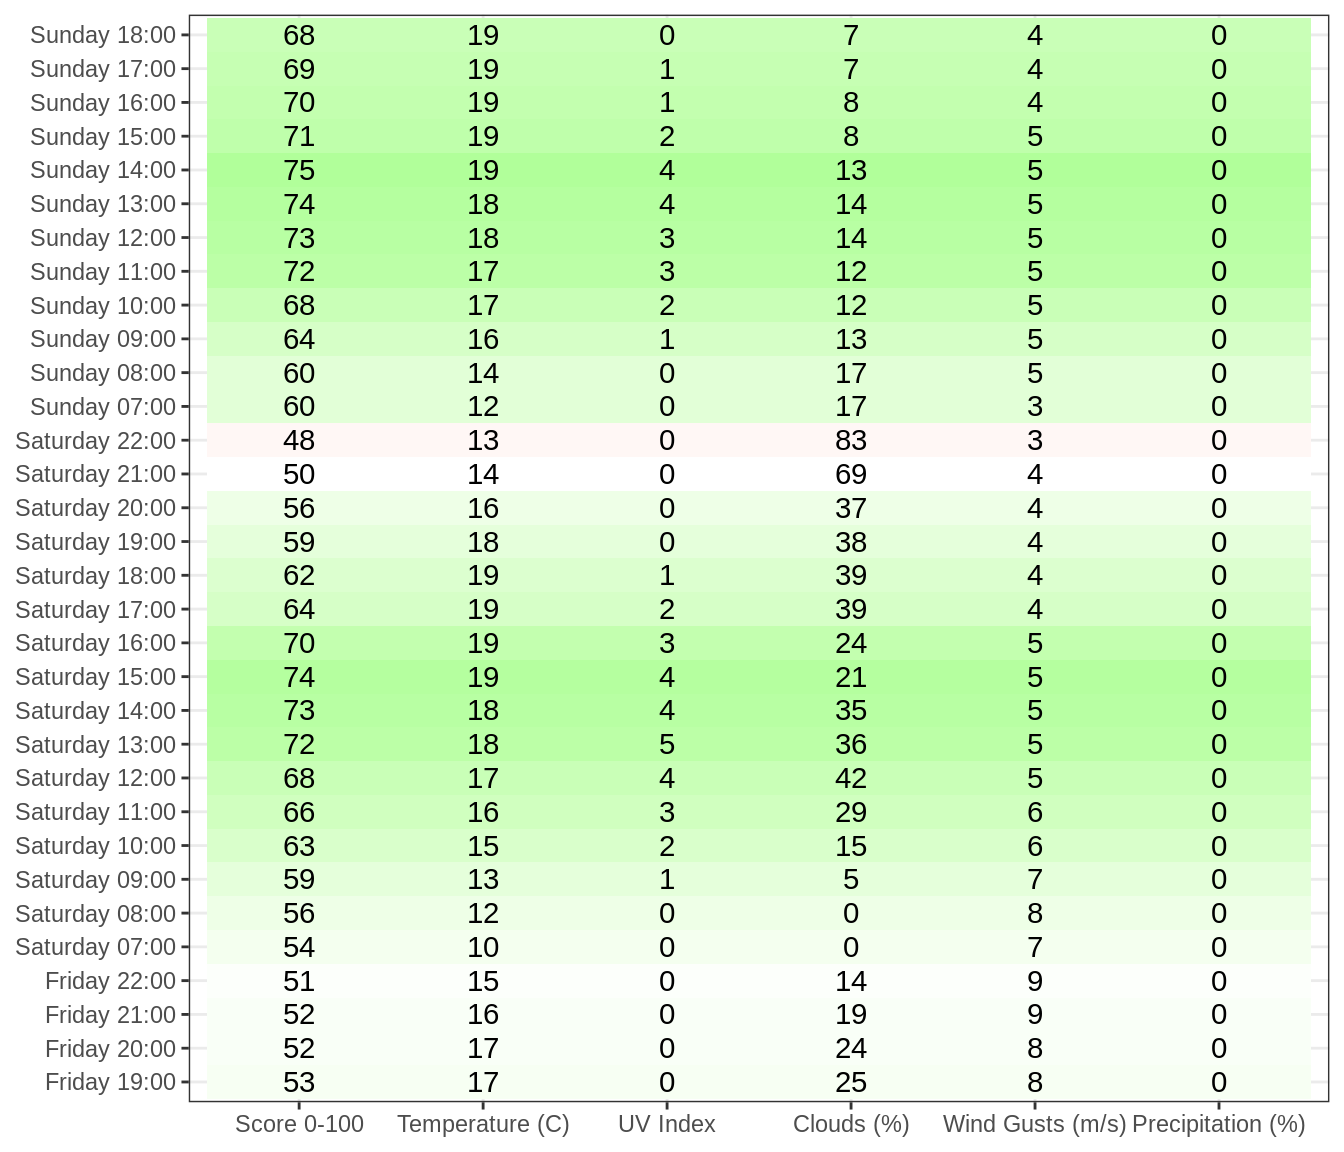 Sunday 18:00 68 19 0 7 4 0
Sunday 17:00 69 19 1 7 4 0
Sunday 16:00 70 19 1 8 4 0
Sunday 15:00 71 19 2 8 5 0
Sunday 14:00 75 19 4 13 5 0
Sunday 13:00 74 18 4 14 5 0
Sunday 12:00 73 18 3 14 5 0
Sunday 11:00 72 17 3 12 5 0
Sunday 10:00 68 17 2 12 5 0
Sunday 09:00 64 16 1 13 5 0
Sunday 08:00 60 14 0 17 5 0
Sunday 07:00 60 12 0 17 3 0
Saturday 22:00 48 13 0 83 3 0
Saturday 21:00 50 14 0 69 4 0
Saturday 20:00 56 16 0 37 4 0
Saturday 19:00 59 18 0 38 4 0
Saturday 18:00 62 19 1 39 4 0
Saturday 17:00 64 19 2 39 4 0
Saturday 16:00 70 19 3 24 5 0
Saturday 15:00 74 19 4 21 5 0
Saturday 14:00 73 18 4 35 5 0
Saturday 13:00 72 18 5 36 5 0
Saturday 12:00 68 17 4 42 5 0
Saturday 11:00 66 16 3 29 6 0
Saturday 10:00 63 15 2 15 6 0
Saturday 09:00 59 13 1 5 7 0
Saturday 08:00 56 12 0 0 8 0
Saturday 07:00 54 10 0 0 7 0
Friday 22:00 51 15 0 14 9 0
Friday 21:00 52 16 0 19 9 0
Friday 20:00 52 17 0 24 8 0
Friday 19:00 53 17 0 25 8 0
Score 0-100 Temperature (C) UV Index Clouds (%) Wind Gusts (m/s) Precipitation (%)